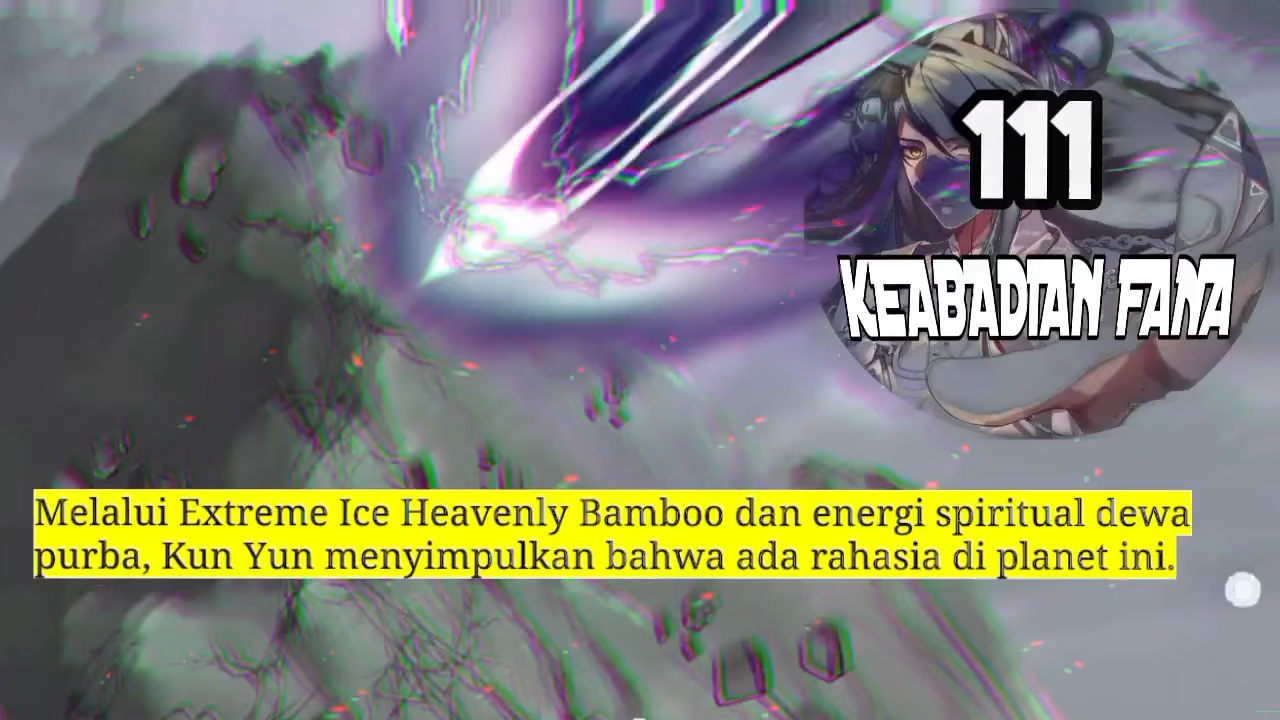 111
KEABADIAN FANA
Melalui Extreme Ice Heavenly Bamboo dan energi spiritual dewa
purba, Kun Yun menyimpulkan bahwa ada rahasia di planet ini.